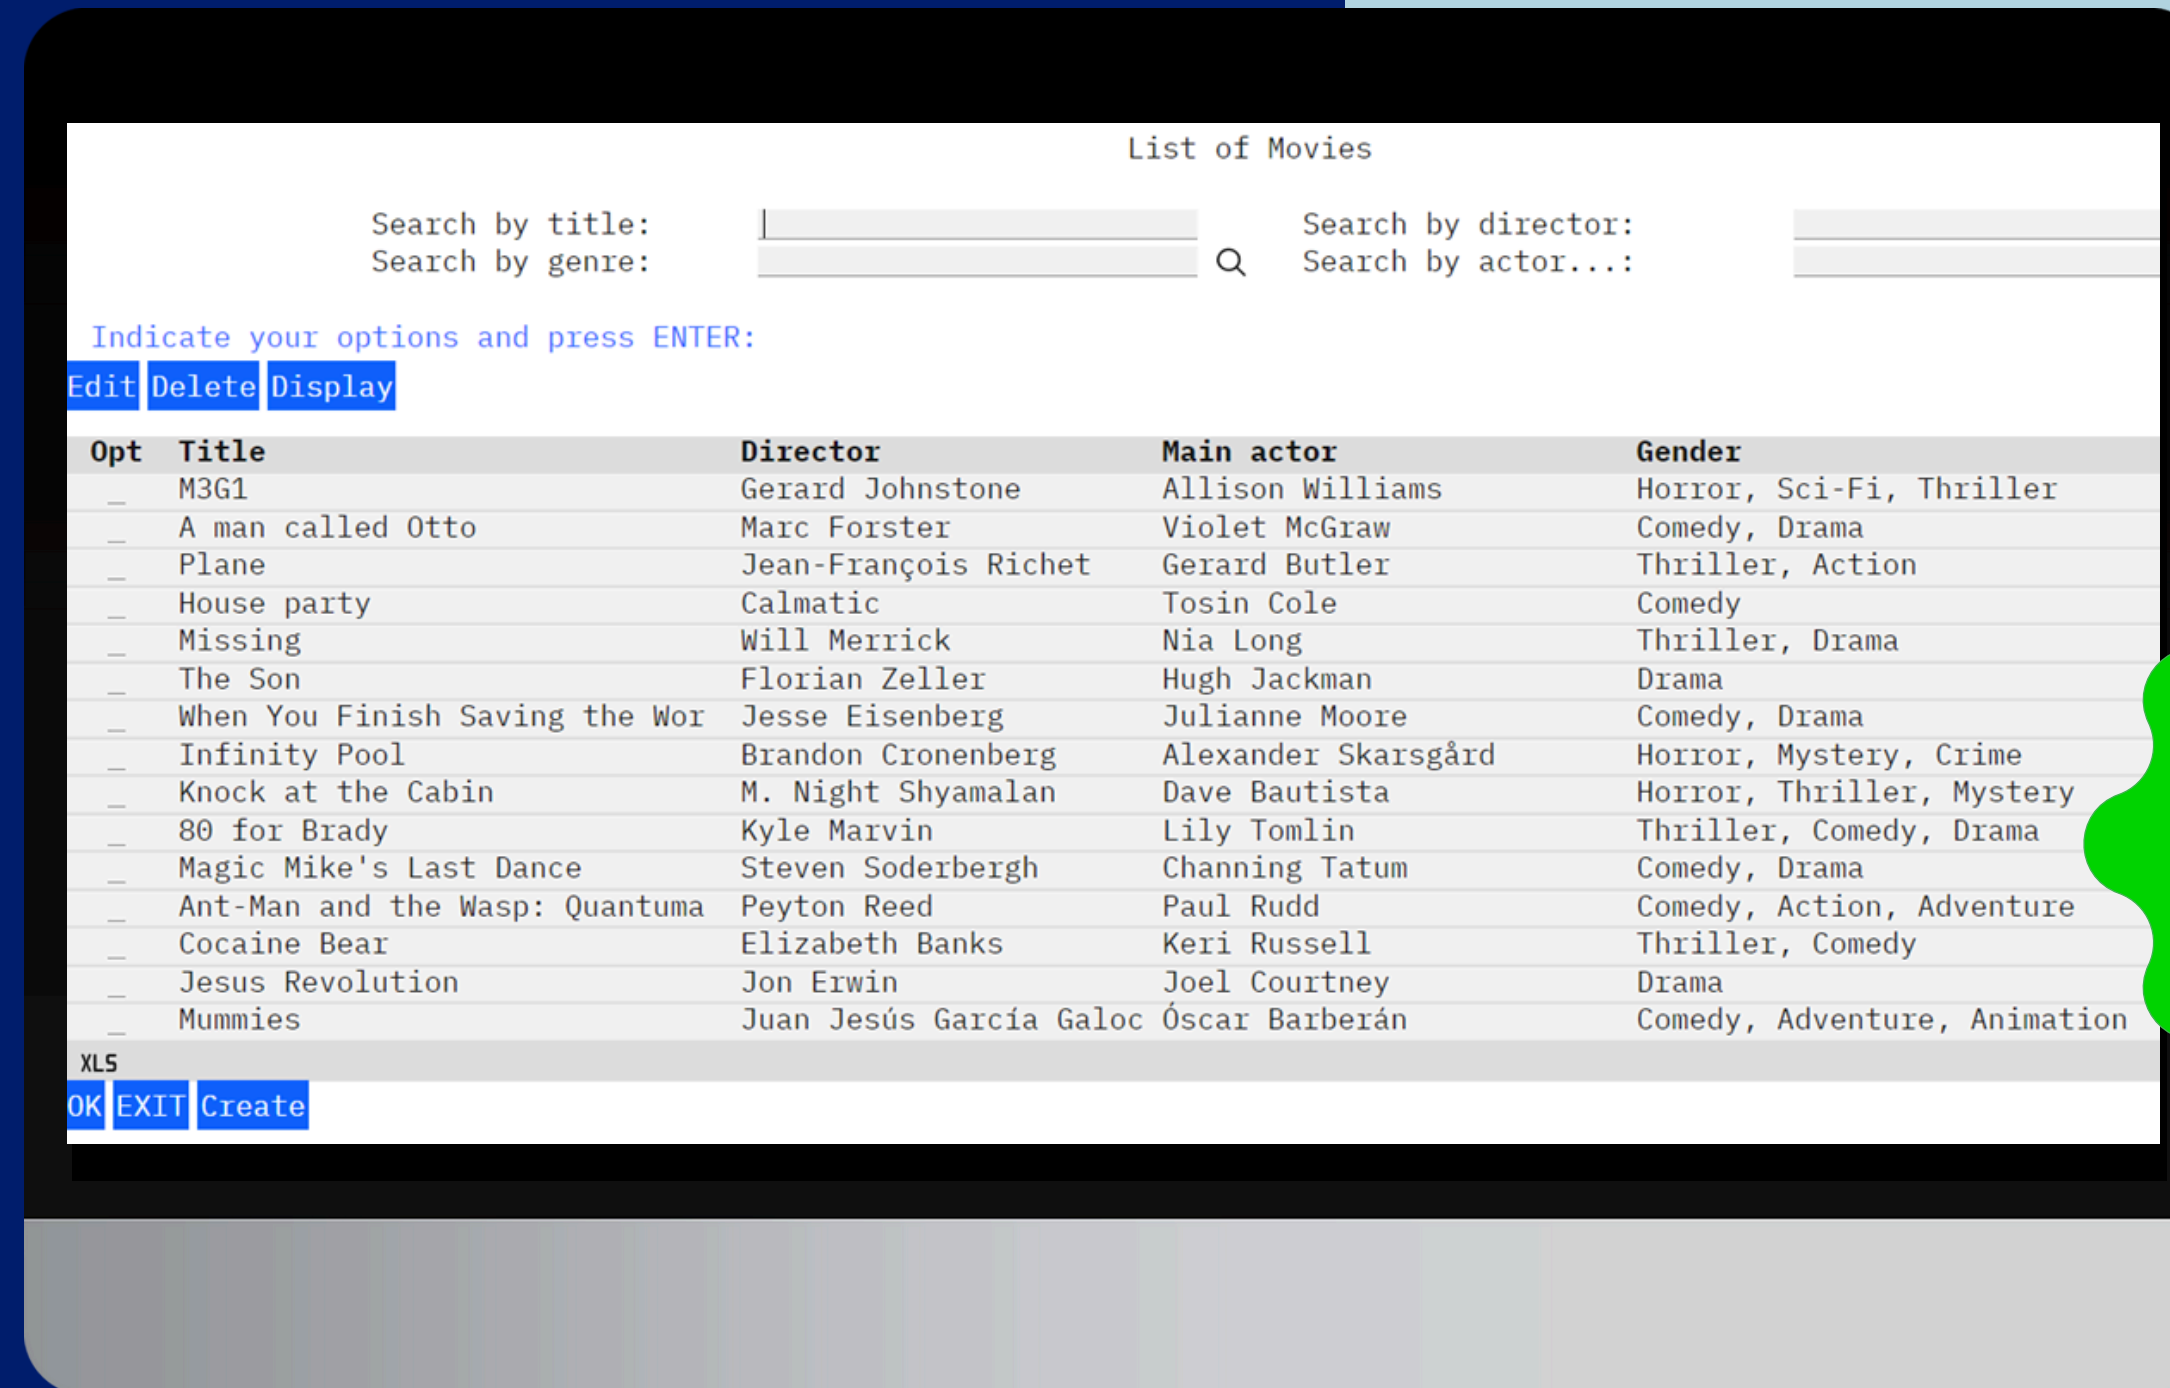 List of Movies
Search by title: Search by director:
Search by genre: Search by actor...:
Indicate your options and press ENTER:
Edit Delete Display
Opt Title Director Main actor Gender
_ M3G1 Gerard Johnstone Allison Williams Horror, Sci-Fi, Thriller
_ A man called Otto Marc Forster Violet McGraw Comedy, Drama
_ Plane Jean-François Richet Gerard Butler Thriller, Action
_ House party Calmatic Tosin Cole Comedy
_ Missing Will Merrick Nia Long Thriller, Drama
_ The Son Florian Zeller Hugh Jackman Drama
_ When You Finish Saving the Wor Jesse Eisenberg Julianne Moore Comedy, Drama
_ Infinity Pool Brandon Cronenberg Alexander Skarsgård Horror, Mystery, Crime
_ Knock at the Cabin M. Night Shyamalan Dave Bautista Horror, Thriller, Mystery
_ 80 for Brady Kyle Marvin Lily Tomlin Thriller, Comedy, Drama
_ Magic Mike's Last Dance Steven Soderbergh Channing Tatum Comedy, Drama
_ Ant-Man and the Wasp: Quantuma Peyton Reed Paul Rudd Comedy, Action, Adventure
_ Cocaine Bear Elizabeth Banks Keri Russell Thriller, Comedy
_ Jesus Revolution Jon Erwin Joel Courtney Drama
_ Mummies Juan Jesús García Galoc Óscar Barberán Comedy, Adventure, Animation
XLS
OK EXIT Create